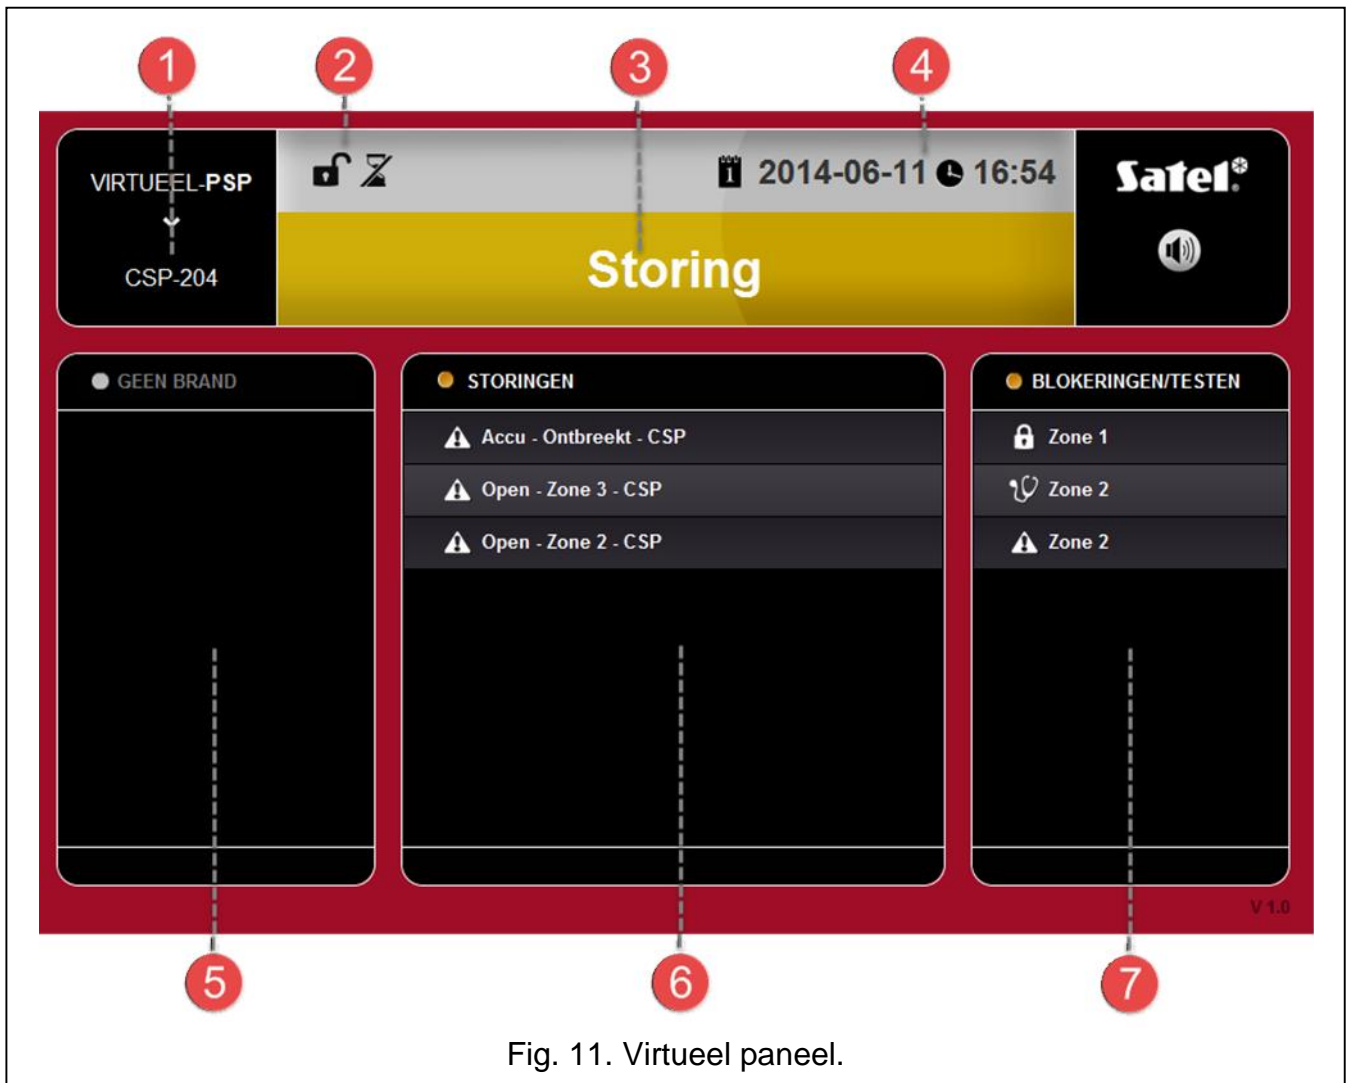 1 2 3 4
VIRTUEEL-PSP
CSP-204
1 2014-06-11 16:54
Storing
Satel®
GEEN BRAND
STORINGEN
Accu - Ontbreekt - CSP
Open - Zone 3 - CSP
Open - Zone 2 - CSP
BLOKERINGEN/TESTEN
Zone 1
Zone 2
Zone 2
V 1.0
5 6 7
Fig. 11. Virtueel paneel.